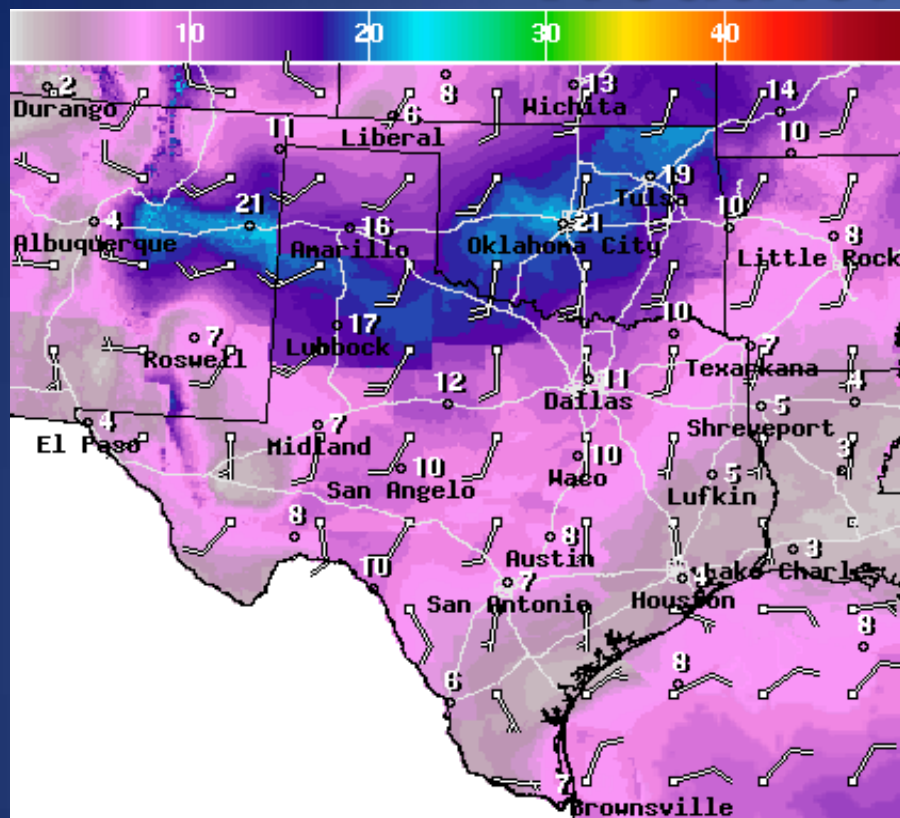 10 20 30 40
2
Durango
8
13
Wichita
14
6
Liberal
11
10
19
Tulsa
4
Albuquerque
21
16
Amarillo
21
Oklahoma City
10
8
Little Rock
7
Roswell
17
Lubbock
10
7
Texarkana
12
11
Dallas
4
5
Shreveport
4
El Paso
7
Midland
10
San Angelo
10
Waco
5
Lufkin
3
8
8
Austin
3
Lake Charles
10
7
San Antonio
4
Houston
8
6
8
7
Brownsville